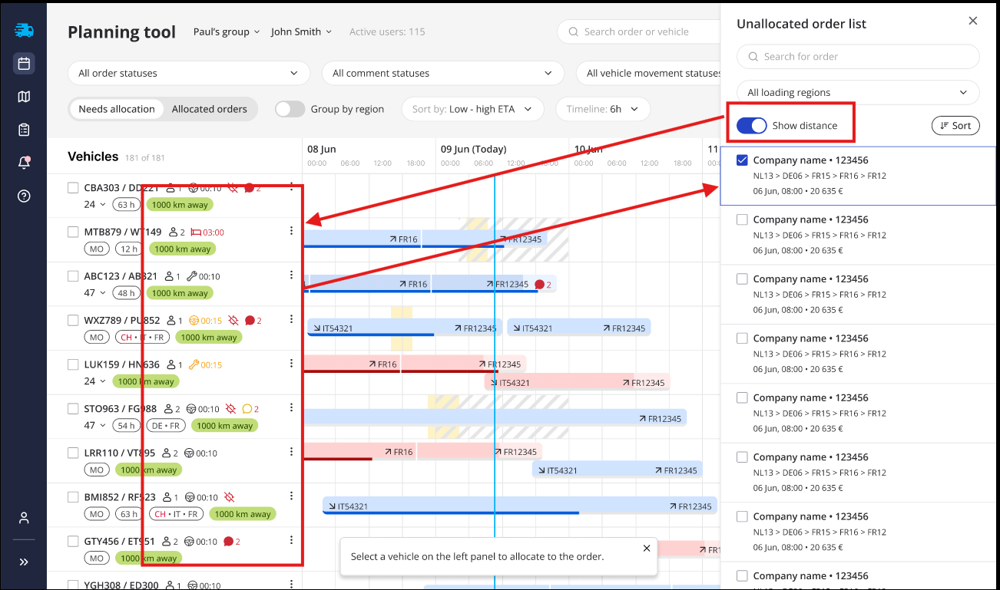 Planning tool
Paul's group
John Smith
Active users: 115
Search order or vehicle
All order statuses
All comment statuses
All vehicle movement statuses
Needs allocation
Allocated orders
Group by region
Sort by: Low - high ETA
Timeline: 6h
Vehicles 181 of 181
08 Jun
09 Jun (Today)
10 Jun
11
00:00 06:00 12:00 18:00 00:00 06:00 12:00 00:00 06:00 12:00 18:00
CBA303 / DD221 1 00:10 2
24 63 h 1000 km away
MTB879 / WT149 2 03:00
MO 12 h 1000 km away
FR16 FR12345
ABC123 / AB321 1 00:10
47 48 h 1000 km away
FR16 FR12345 2
WXZ789 / PU852 1 00:15 2
MO CH • IT • FR 1000 km away
IT54321 FR12345 IT54321 FR12345
LUK159 / HN636 1 00:15
24 1000 km away
FR16 FR12345
IT54321 FR12345
STO963 / FG988 2 00:10 2
47 54 h DE • FR 1000 km away
FR12345
LRR110 / VT895 2 00:10
MO 1000 km away
FR16 FR12345
IT54321 FR12345
BMI852 / RF523 1 00:10
MO 63 h CH • IT • FR 1000 km away
IT54321 FR12345
GTY456 / ET951 2 00:10 2
MO 1000 km away
FR1
YGH308 / ED300 1 00:10
Select a vehicle on the left panel to allocate to the order.
Unallocated order list
Search for order
All loading regions
Show distance
Sort
Company name • 123456
NL13 > DE06 > FR15 > FR16 > FR12
06 Jun, 08:00 • 20 635 €
Company name • 123456
NL13 > DE06 > FR15 > FR16 > FR12
06 Jun, 08:00 • 20 635 €
Company name • 123456
NL13 > DE06 > FR15 > FR16 > FR12
06 Jun, 08:00 • 20 635 €
Company name • 123456
NL13 > DE06 > FR15 > FR16 > FR12
06 Jun, 08:00 • 20 635 €
Company name • 123456
NL13 > DE06 > FR15 > FR16 > FR12
06 Jun, 08:00 • 20 635 €
Company name • 123456
NL13 > DE06 > FR15 > FR16 > FR12
06 Jun, 08:00 • 20 635 €
Company name • 123456
NL13 > DE06 > FR15 > FR16 > FR12
06 Jun, 08:00 • 20 635 €
Company name • 123456